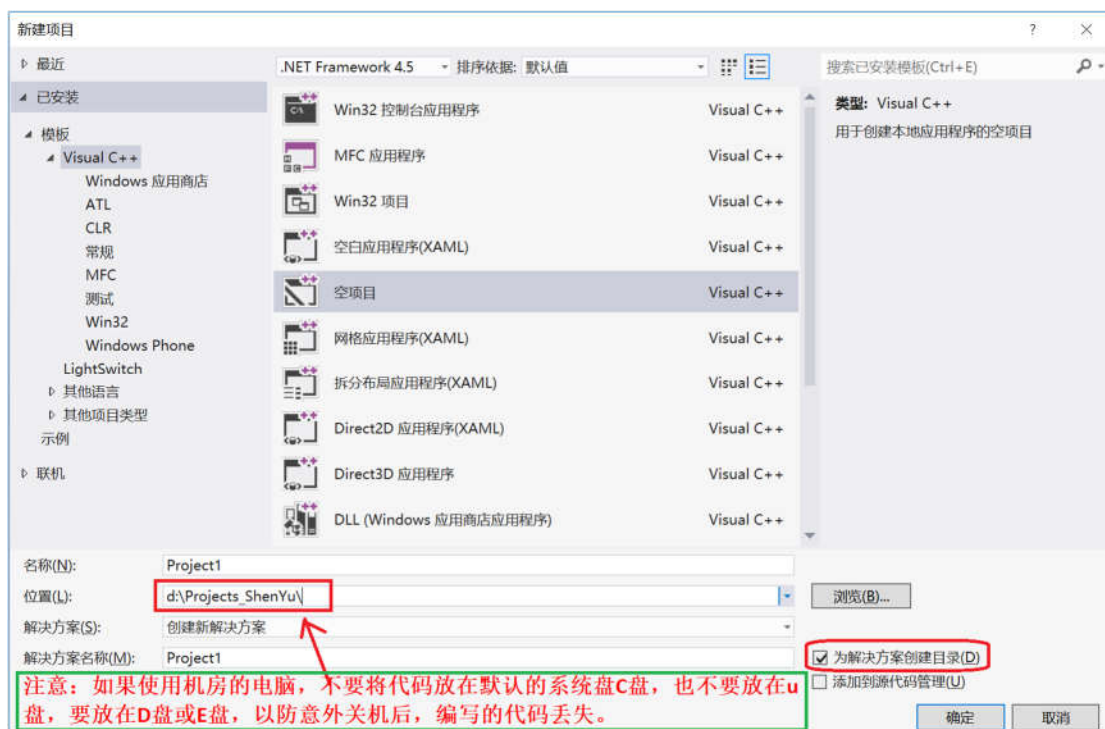 新建项目
? ×
最近
.NET Framework 4.5 排序依据: 默认值
搜索已安装模板(Ctrl+E)
已安装
模板
Visual C++
Windows 应用商店
ATL
CLR
常规
MFC
测试
Win32
Windows Phone
LightSwitch
其他语言
其他项目类型
示例
联机
Win32 控制台应用程序 Visual C++
MFC 应用程序 Visual C++
Win32 项目 Visual C++
空白应用程序(XAML) Visual C++
空项目 Visual C++
网格应用程序(XAML) Visual C++
拆分布局应用程序(XAML) Visual C++
Direct2D 应用程序(XAML) Visual C++
Direct3D 应用程序 Visual C++
DLL (Windows 应用商店应用程序) Visual C++
类型: Visual C++
用于创建本地应用程序的空项目
名称(N): Project1
位置(L): d:\Projects_ShenYu\ 浏览(B)...
解决方案(S): 创建新解决方案
解决方案名称(M): Project1
为解决方案创建目录(D)
添加到源代码管理(U)
注意：如果使用机房的电脑，不要将代码放在默认的系统盘C盘，也不要放在u
盘，要放在D盘或E盘，以防意外关机后，编写的代码丢失。
确定 取消